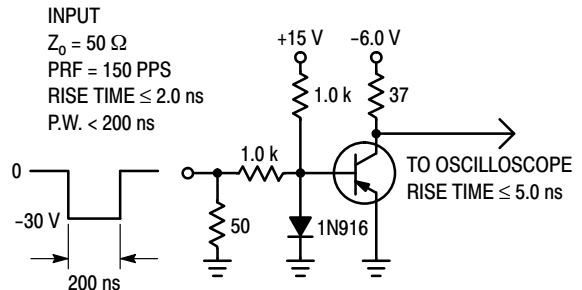 INPUT
Zo = 50 Ω
PRF = 150 PPS
RISE TIME ≤ 2.0 ns
P.W. < 200 ns
+15 V
−6.0 V
1.0 k
37
0
1.0 k
TO OSCILLOSCOPE
RISE TIME ≤ 5.0 ns
−30 V
50
1N916
200 ns